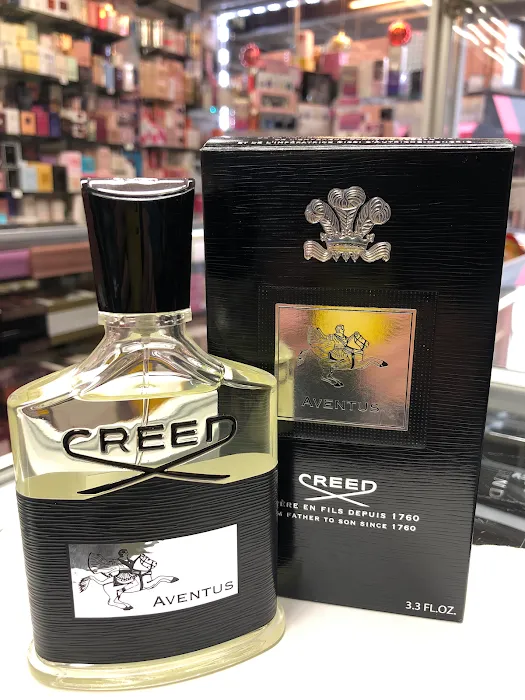 CREED
AVENTUS
AVENTUS
CREED
ÈRE EN FILS DEPUIS 1760
FATHER TO SON SINCE 1760
3.3 FL.OZ.